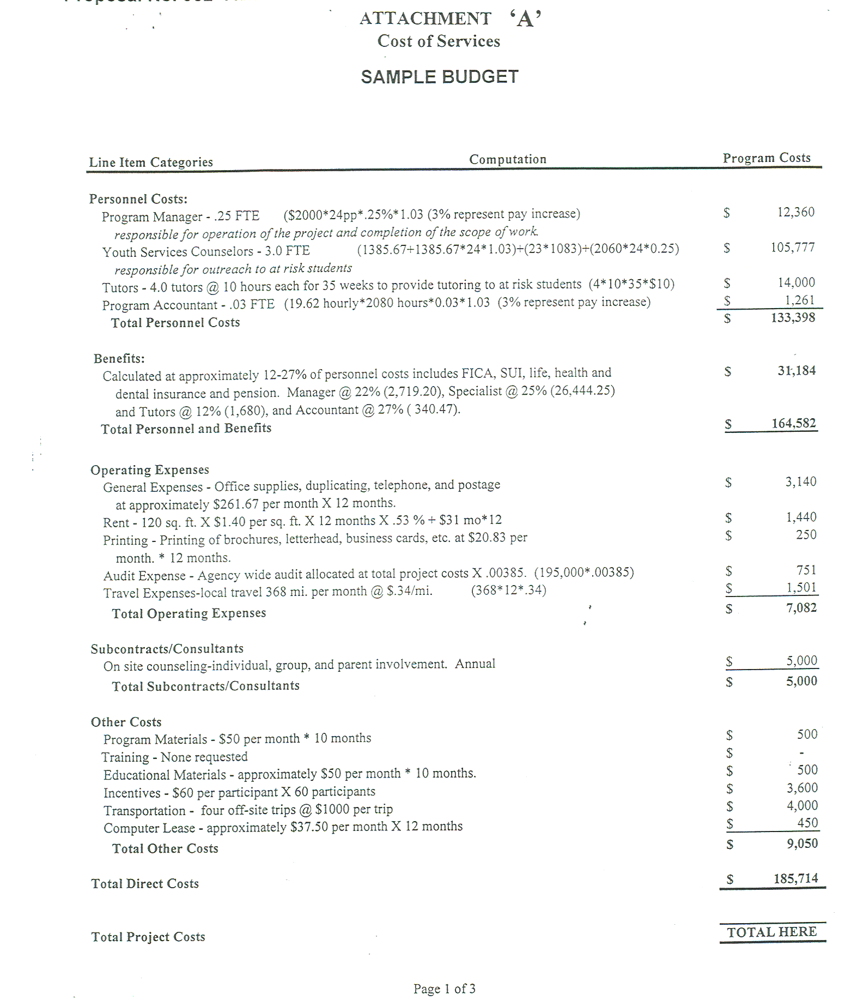 ATTACHMENT ‘A’
Cost of Services
SAMPLE BUDGET
Line Item Categories Computation Program Costs
Personnel Costs:
Program Manager - .25 FTE ($2000*24pp*.25%*1.03 (3% represent pay increase) $ 12,360
responsible for operation of the project and completion of the scope of work.
Youth Services Counselors - 3.0 FTE (1385.67+1385.67*24*1.03)+(23*1083)+(2060*24*0.25) $ 105,777
responsible for outreach to at risk students
Tutors - 4.0 tutors @ 10 hours each for 35 weeks to provide tutoring to at risk students (4*10*35*$10) $ 14,000
Program Accountant - .03 FTE (19.62 hourly*2080 hours*0.03*1.03 (3% represent pay increase) $ 1,261
Total Personnel Costs $ 133,398
Benefits:
Calculated at approximately 12-27% of personnel costs includes FICA, SUI, life, health and $ 31,184
dental insurance and pension. Manager @ 22% (2,719.20), Specialist @ 25% (26,444.25)
and Tutors @ 12% (1,680), and Accountant @ 27% ( 340.47).
Total Personnel and Benefits $ 164,582
Operating Expenses
General Expenses - Office supplies, duplicating, telephone, and postage $ 3,140
at approximately $261.67 per month X 12 months.
Rent - 120 sq. ft. X $1.40 per sq. ft. X 12 months X .53 % + $31 mo*12 $ 1,440
Printing - Printing of brochures, letterhead, business cards, etc. at $20.83 per $ 250
month. * 12 months.
Audit Expense - Agency wide audit allocated at total project costs X .00385. (195,000*.00385) $ 751
Travel Expenses-local travel 368 mi. per month @ $.34/mi. (368*12*.34) $ 1,501
Total Operating Expenses $ 7,082
Subcontracts/Consultants
On site counseling-individual, group, and parent involvement. Annual $ 5,000
Total Subcontracts/Consultants $ 5,000
Other Costs
Program Materials - $50 per month * 10 months $ 500
Training - None requested $ -
Educational Materials - approximately $50 per month * 10 months. $ 500
Incentives - $60 per participant X 60 participants $ 3,600
Transportation - four off-site trips @ $1000 per trip $ 4,000
Computer Lease - approximately $37.50 per month X 12 months $ 450
Total Other Costs $ 9,050
Total Direct Costs $ 185,714
Total Project Costs TOTAL HERE
Page 1 of 3